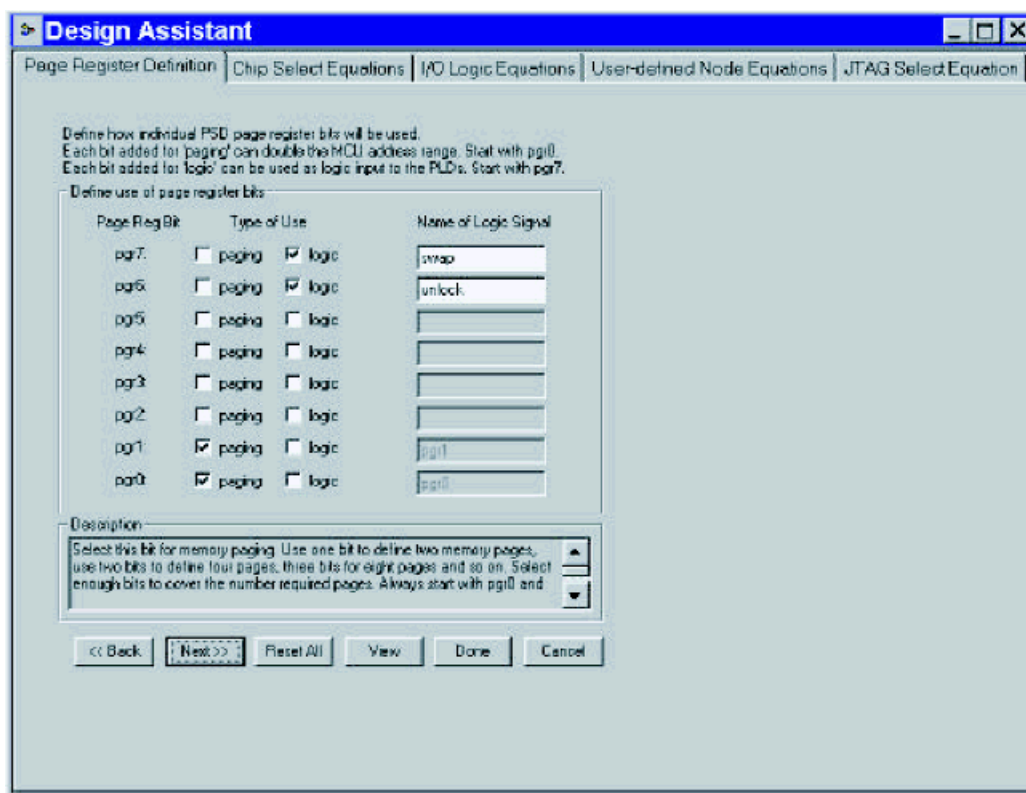 Design Assistant
Page Register Definition Chip Select Equations I/O Logic Equations User-defined Node Equations JTAG Select Equation
Define how individual PSD page register bits will be used.
Each bit added for 'paging' can double the MCU address range. Start with pgr0.
Each bit added for 'logic' can be used as logic input to the PLDs. Start with pgr7.
Define use of page register bits
Page Reg Bit Type of Use Name of Logic Signal
pgr7: paging logic swap
pgr6: paging logic unlock
pgr5: paging logic
pgr4: paging logic
pgr3: paging logic
pgr2: paging logic
pgr1: paging logic pgr1
pgr0: paging logic pgr0
Description
Select this bit for memory paging. Use one bit to define two memory pages,
use two bits to define four pages, three bits for eight pages and so on. Select
enough bits to cover the number required pages. Always start with pgr0 and
<< Back Next >> Reset All View Done Cancel